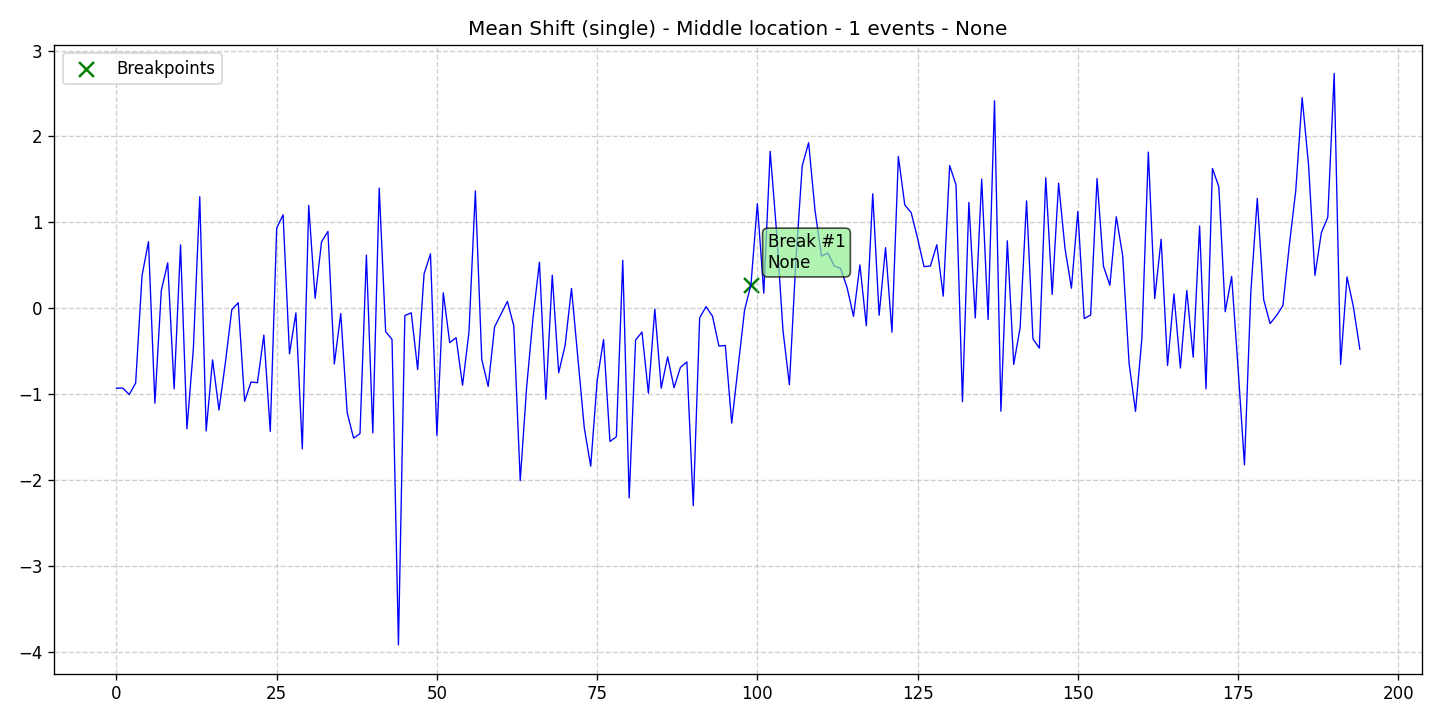 Mean Shift (single) - Middle location - 1 events - None
Breakpoints
Break #1
None
3
2
1
0
−1
−2
−3
−4
0 25 50 75 100 125 150 175 200